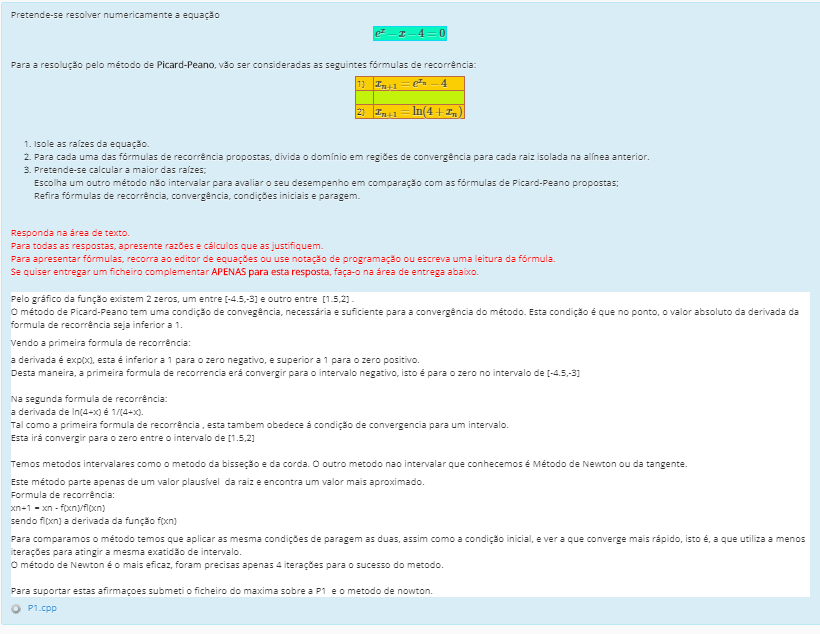 Pretende-se resolver numericamente a equação
e^x − x − 4 = 0
Para a resolução pelo método de Picard-Peano, vão ser consideradas as seguintes fórmulas de recorrência:
1) x_{n+1} = e^{x_n} − 4
2) x_{n+1} = ln(4 + x_n)
1. Isole as raízes da equação.
2. Para cada uma das fórmulas de recorrência propostas, divida o domínio em regiões de convergência para cada raiz isolada na alínea anterior.
3. Pretende-se calcular a maior das raízes;
Escolha um outro método não intervalar para avaliar o seu desempenho em comparação com as fórmulas de Picard-Peano propostas;
Refira fórmulas de recorrência, convergência, condições iniciais e paragem.
Responda na área de texto.
Para todas as respostas, apresente razões e cálculos que as justifiquem.
Para apresentar fórmulas, recorra ao editor de equações ou use notação de programação ou escreva uma leitura da fórmula.
Se quiser entregar um ficheiro complementar APENAS para esta resposta, faça-o na área de entrega abaixo.
Pelo gráfico da função existem 2 zeros, um entre [-4.5,-3] e outro entre [1.5,2] .
O método de Picard-Peano tem uma condição de convegência, necessária e suficiente para a convergência do método. Esta condição é que no ponto, o valor absoluto da derivada da
formula de recorrência seja inferior a 1.
Vendo a primeira formula de recorrência:
a derivada é exp(x), esta é inferior a 1 para o zero negativo, e superior a 1 para o zero positivo.
Desta maneira, a primeira formula de recorrencia erá convergir para o intervalo negativo, isto é para o zero no intervalo de [-4.5,-3]
Na segunda formula de recorrência:
a derivada de ln(4+x) é 1/(4+x).
Tal como a primeira formula de recorrência , esta tambem obedece á condição de convergencia para um intervalo.
Esta irá convergir para o zero entre o intervalo de [1.5,2]
Temos metodos intervalares como o metodo da bisseção e da corda. O outro metodo nao intervalar que conhecemos é Método de Newton ou da tangente.
Este método parte apenas de um valor plausível da raiz e encontra um valor mais aproximado.
Formula de recorrência:
xn+1 = xn - f(xn)/fl(xn)
sendo fl(xn) a derivada da função f(xn)
Para comparamos o método temos que aplicar as mesma condições de paragem as duas, assim como a condição inicial, e ver a que converge mais rápido, isto é, a que utiliza a menos
iterações para atingir a mesma exatidão de intervalo.
O método de Newton é o mais eficaz, foram precisas apenas 4 iterações para o sucesso do metodo.
Para suportar estas afirmaçoes submeti o ficheiro do maxima sobre a P1 e o metodo de newton.
P1.cpp